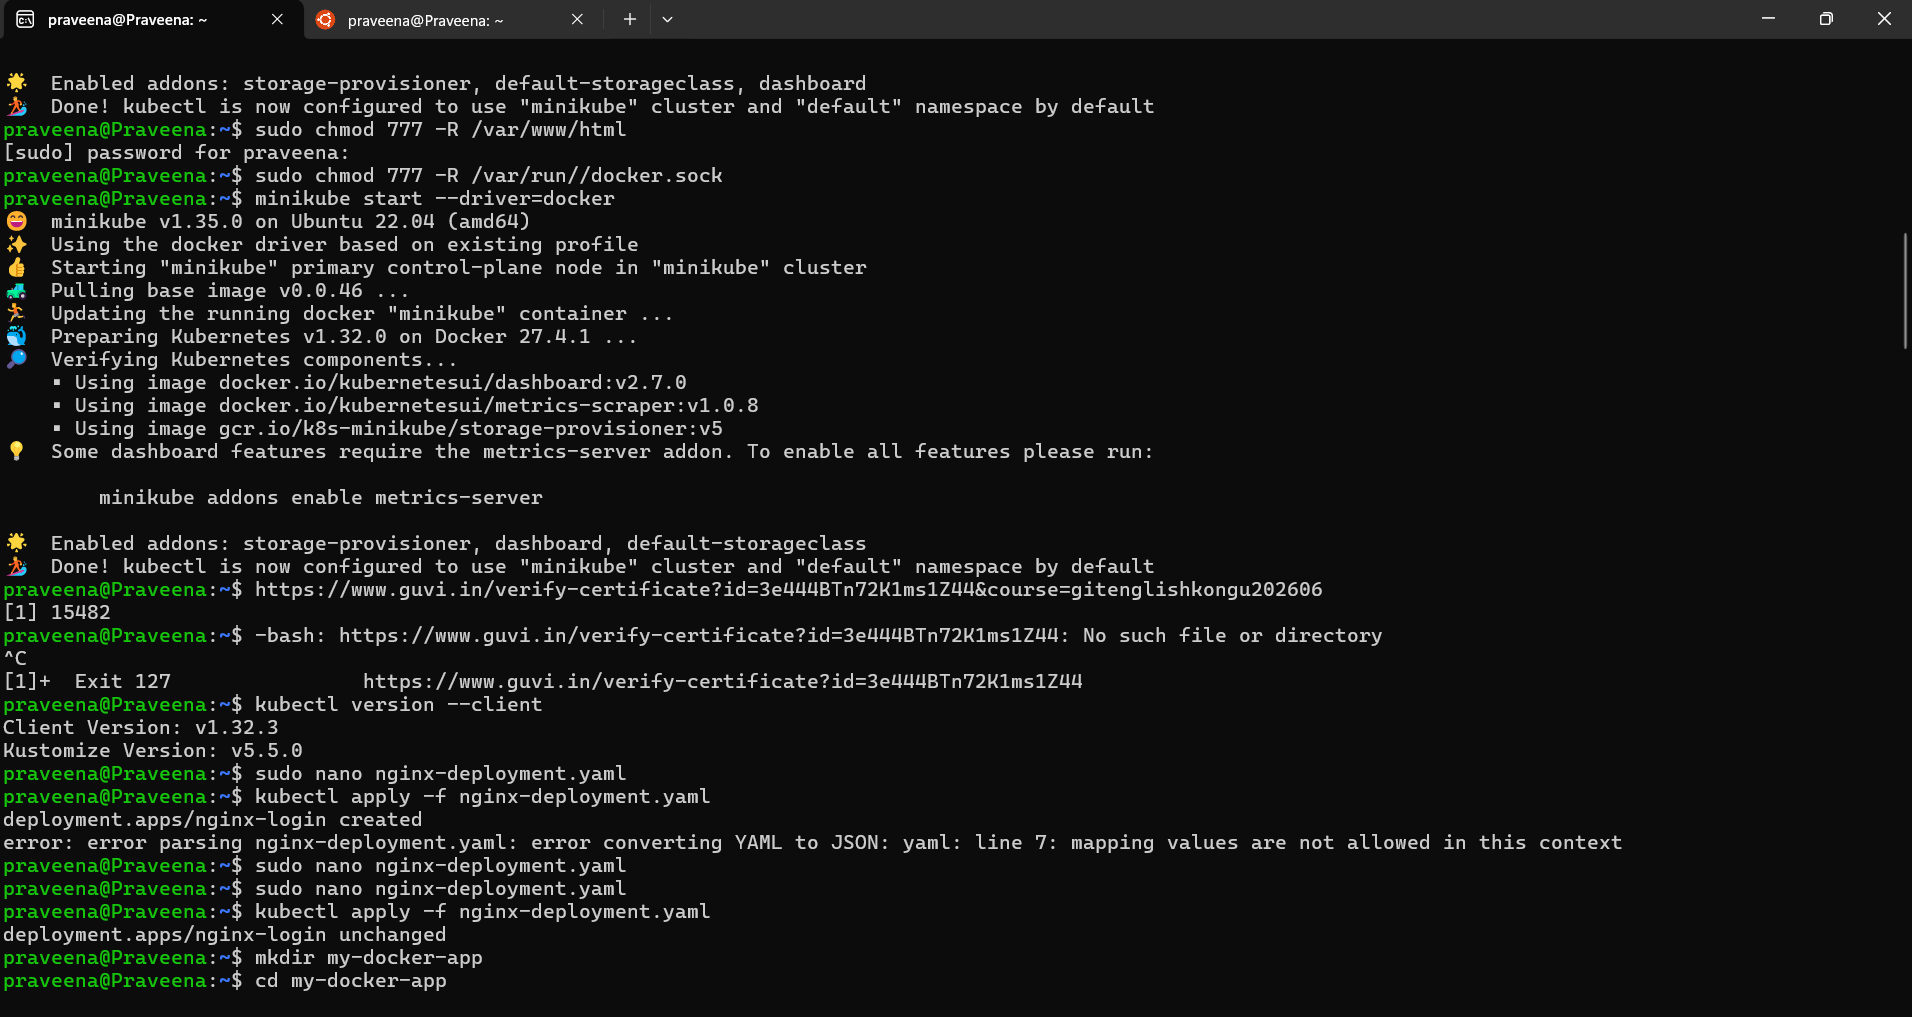 praveena@Praveena: ~
praveena@Praveena: ~
Enabled addons: storage-provisioner, default-storageclass, dashboard
Done! kubectl is now configured to use "minikube" cluster and "default" namespace by default
praveena@Praveena:~$ sudo chmod 777 -R /var/www/html
[sudo] password for praveena:
praveena@Praveena:~$ sudo chmod 777 -R /var/run//docker.sock
praveena@Praveena:~$ minikube start --driver=docker
minikube v1.35.0 on Ubuntu 22.04 (amd64)
Using the docker driver based on existing profile
Starting "minikube" primary control-plane node in "minikube" cluster
Pulling base image v0.0.46 ...
Updating the running docker "minikube" container ...
Preparing Kubernetes v1.32.0 on Docker 27.4.1 ...
Verifying Kubernetes components...
▪ Using image docker.io/kubernetesui/dashboard:v2.7.0
▪ Using image docker.io/kubernetesui/metrics-scraper:v1.0.8
▪ Using image gcr.io/k8s-minikube/storage-provisioner:v5
Some dashboard features require the metrics-server addon. To enable all features please run:
minikube addons enable metrics-server
Enabled addons: storage-provisioner, dashboard, default-storageclass
Done! kubectl is now configured to use "minikube" cluster and "default" namespace by default
praveena@Praveena:~$ https://www.guvi.in/verify-certificate?id=3e444BTn72K1ms1Z44&course=gitenglishkongu202606
[1] 15482
praveena@Praveena:~$ -bash: https://www.guvi.in/verify-certificate?id=3e444BTn72K1ms1Z44: No such file or directory
^C
[1]+  Exit 127                https://www.guvi.in/verify-certificate?id=3e444BTn72K1ms1Z44
praveena@Praveena:~$ kubectl version --client
Client Version: v1.32.3
Kustomize Version: v5.5.0
praveena@Praveena:~$ sudo nano nginx-deployment.yaml
praveena@Praveena:~$ kubectl apply -f nginx-deployment.yaml
deployment.apps/nginx-login created
error: error parsing nginx-deployment.yaml: error converting YAML to JSON: yaml: line 7: mapping values are not allowed in this context
praveena@Praveena:~$ sudo nano nginx-deployment.yaml
praveena@Praveena:~$ sudo nano nginx-deployment.yaml
praveena@Praveena:~$ kubectl apply -f nginx-deployment.yaml
deployment.apps/nginx-login unchanged
praveena@Praveena:~$ mkdir my-docker-app
praveena@Praveena:~$ cd my-docker-app